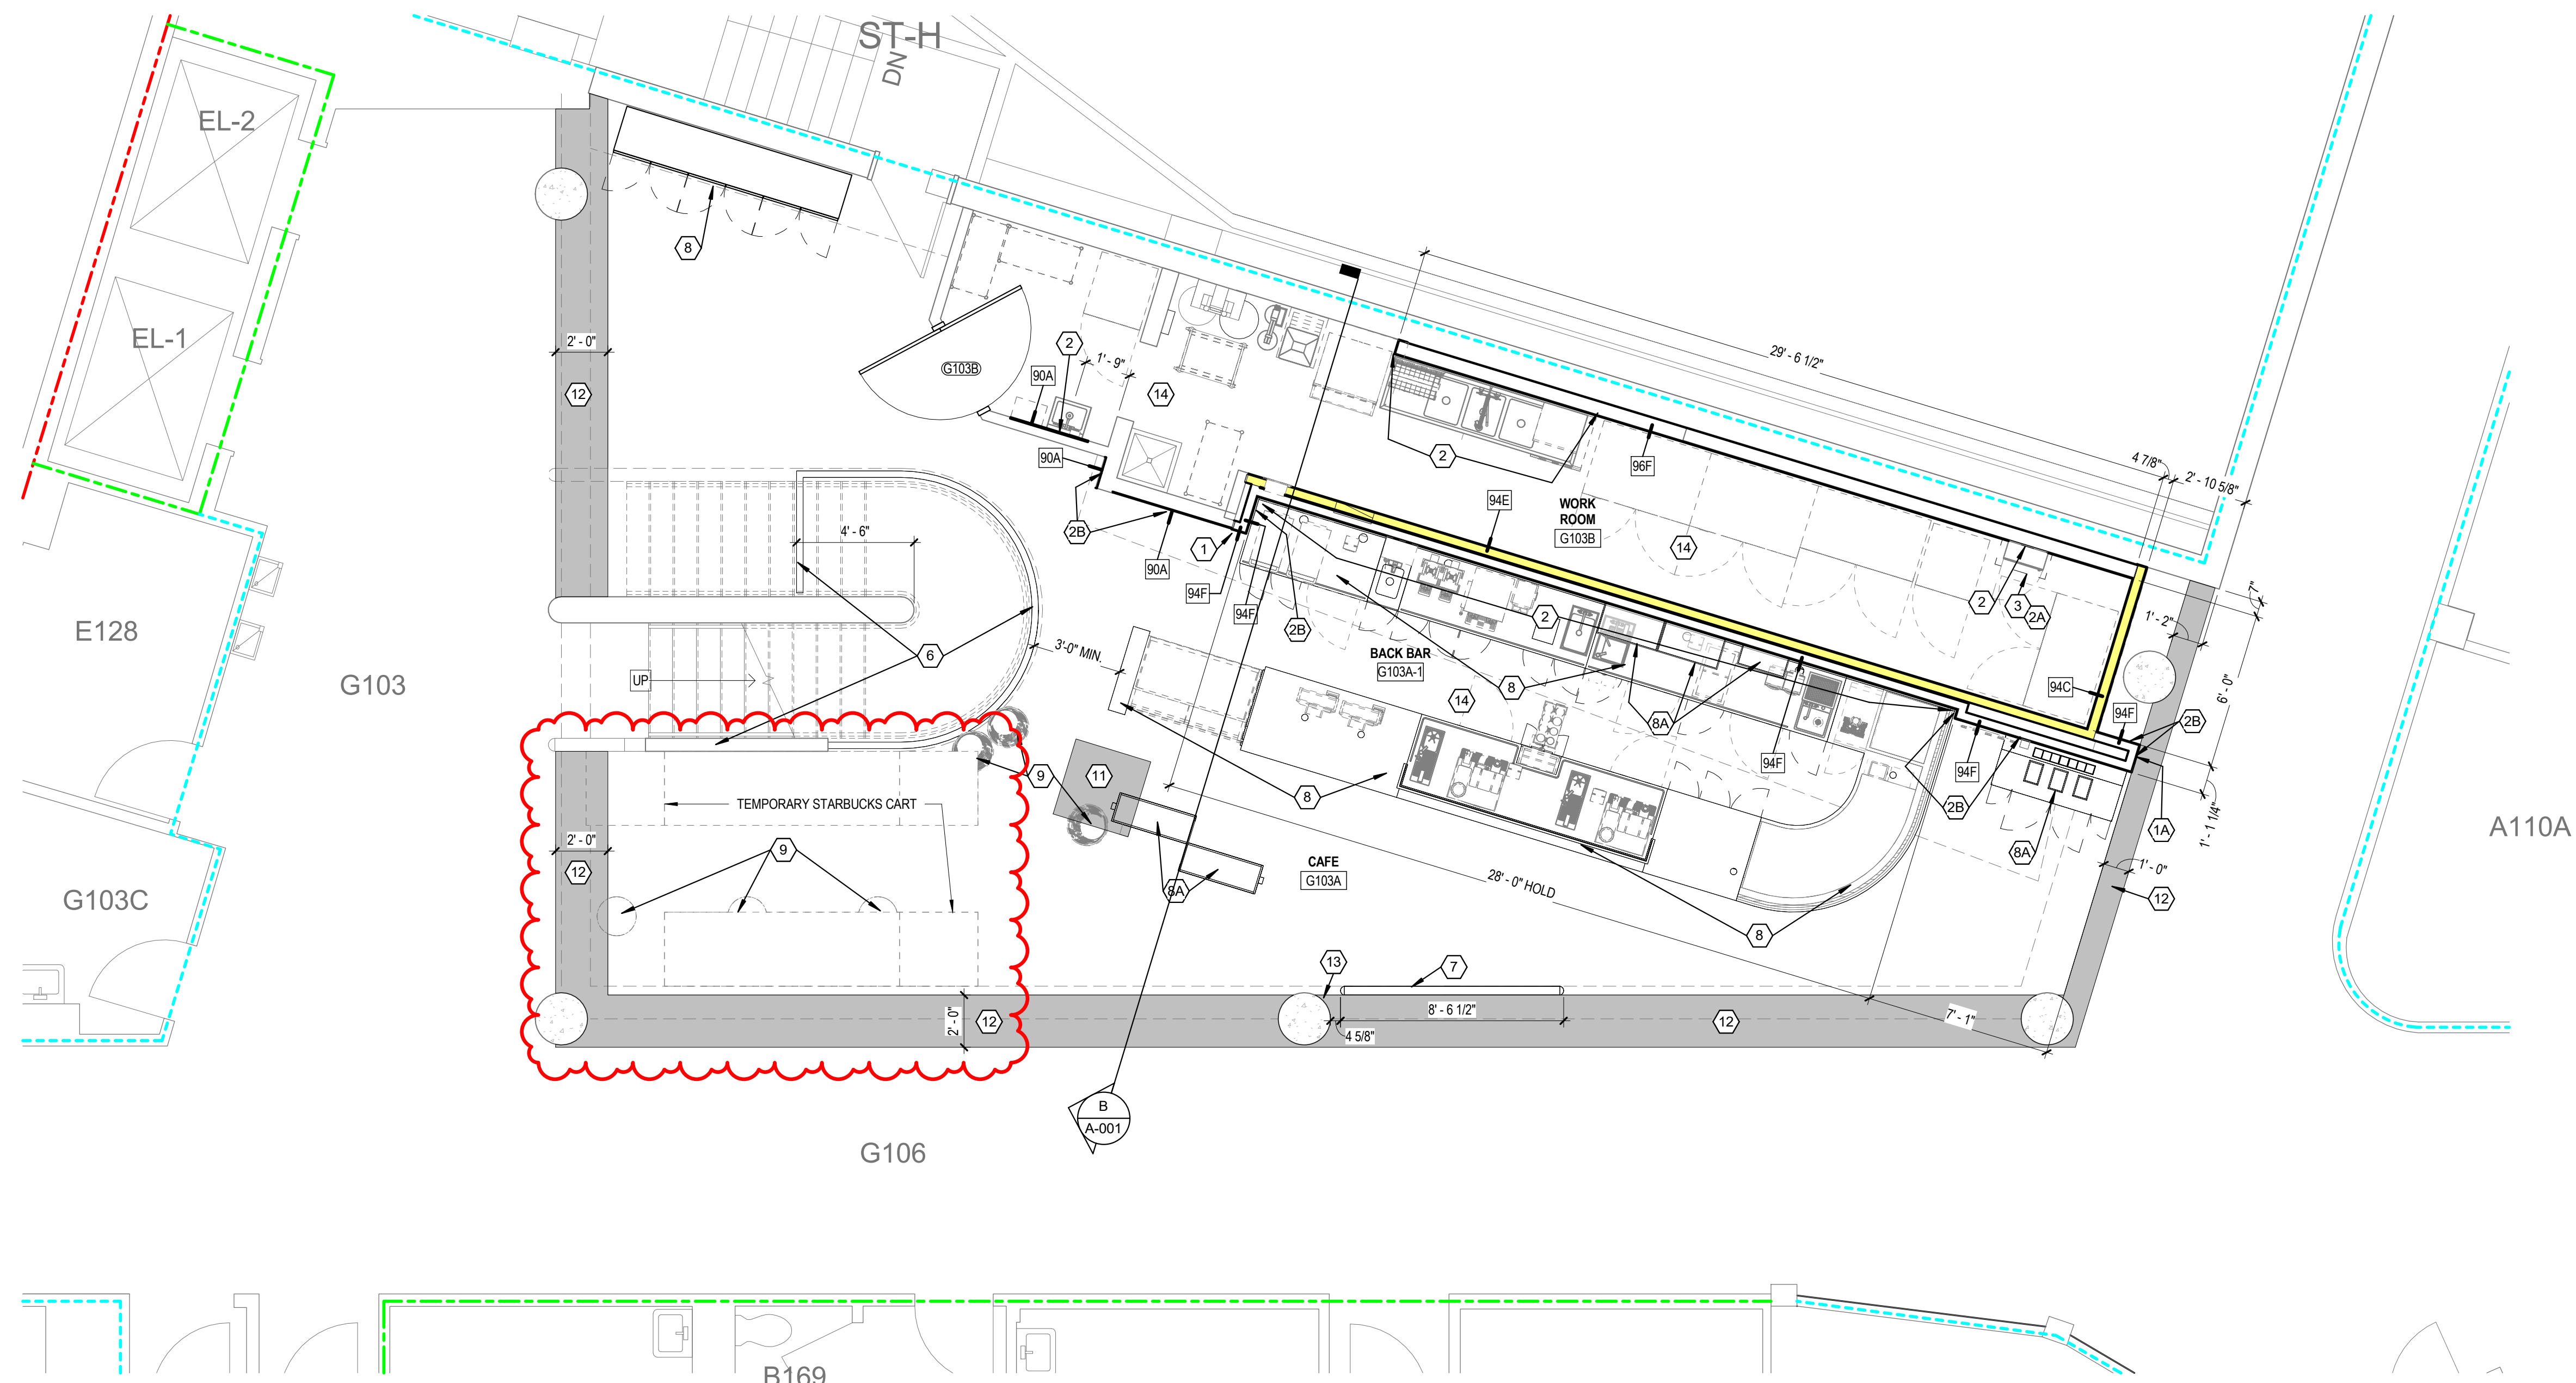 ST-H
DN
EL-2
8
29' - 6 1/2"
EL-1
2' - 0"
2
1' - 9"
G103B
90A
12
14
4 7/8"
2' - 10 5/8"
90A
2
96F
94E
WORK
ROOM
G103B
4' - 6"
2B
1
14
90A
7"
94F
94F
2
3
2A
1' - 2"
E128
2B
2
3'-0" MIN.
6
BACK BAR
G103A-1
UP
G103
8
14
94C
6' - 0"
8A
94F
2B
94F
94F
9
11
8
TEMPORARY STARBUCKS CART
2B
1A
1' - 1 1/4"
A110A
2' - 0"
9
8A
12
CAFE
G103A
1' - 0"
8A
28' - 0" HOLD
12
G103C
8
13
7
2' - 0"
12
8' - 6 1/2"
12
7' - 1"
4 5/8"
B
A-001
G106
B169